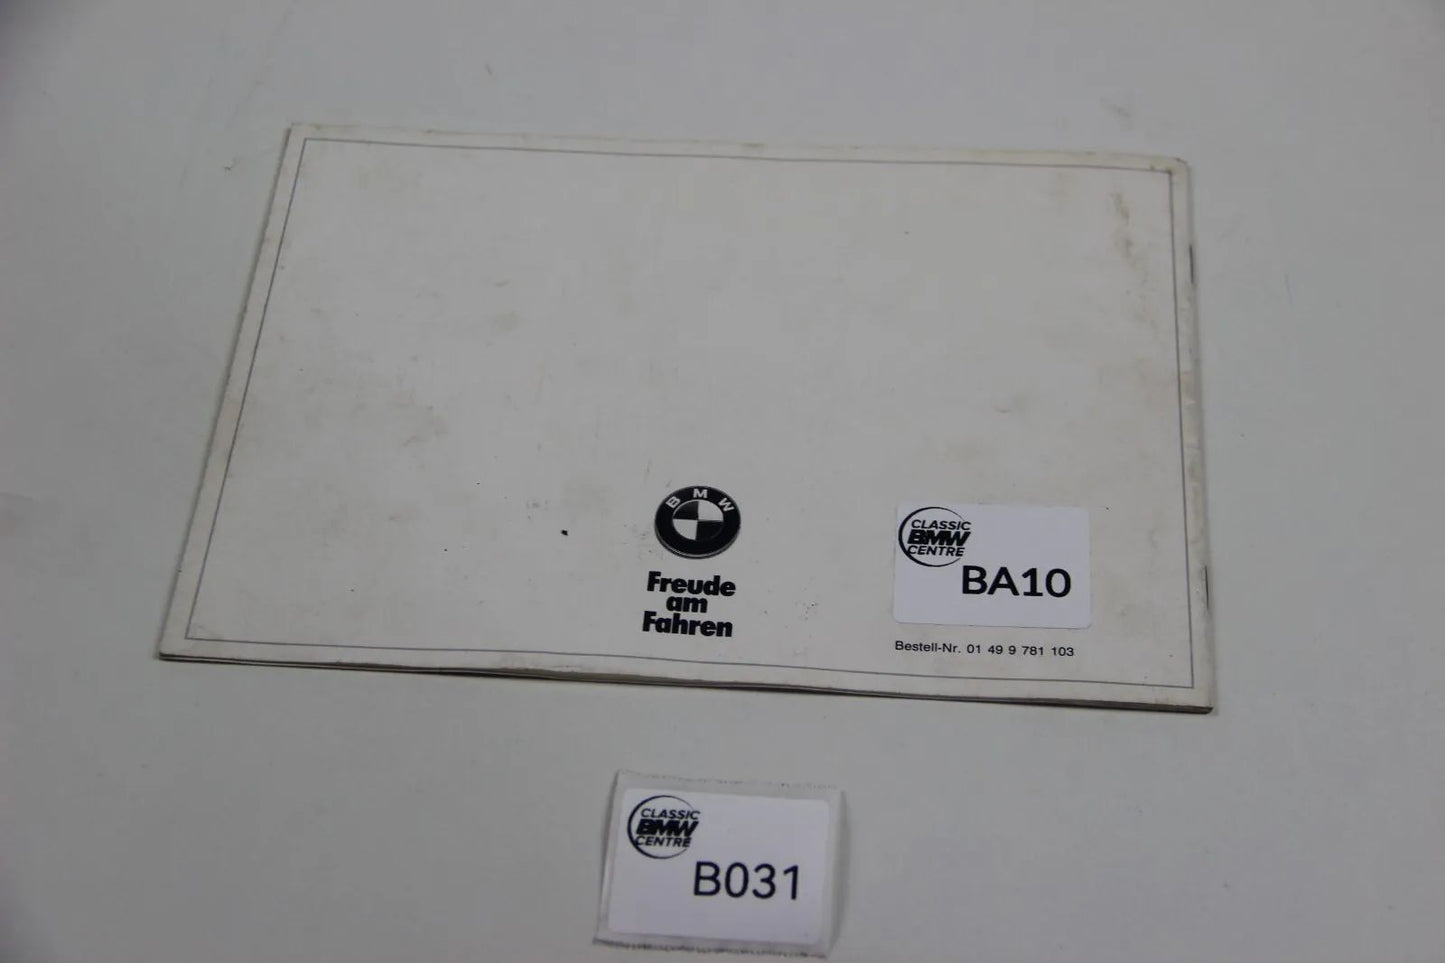 BMW
Freude
am
Fahren
CLASSIC
BMW
CENTRE
BA10
Bestell-Nr. 01 49 9 781 103
CLASSIC
BMW
CENTRE
B031